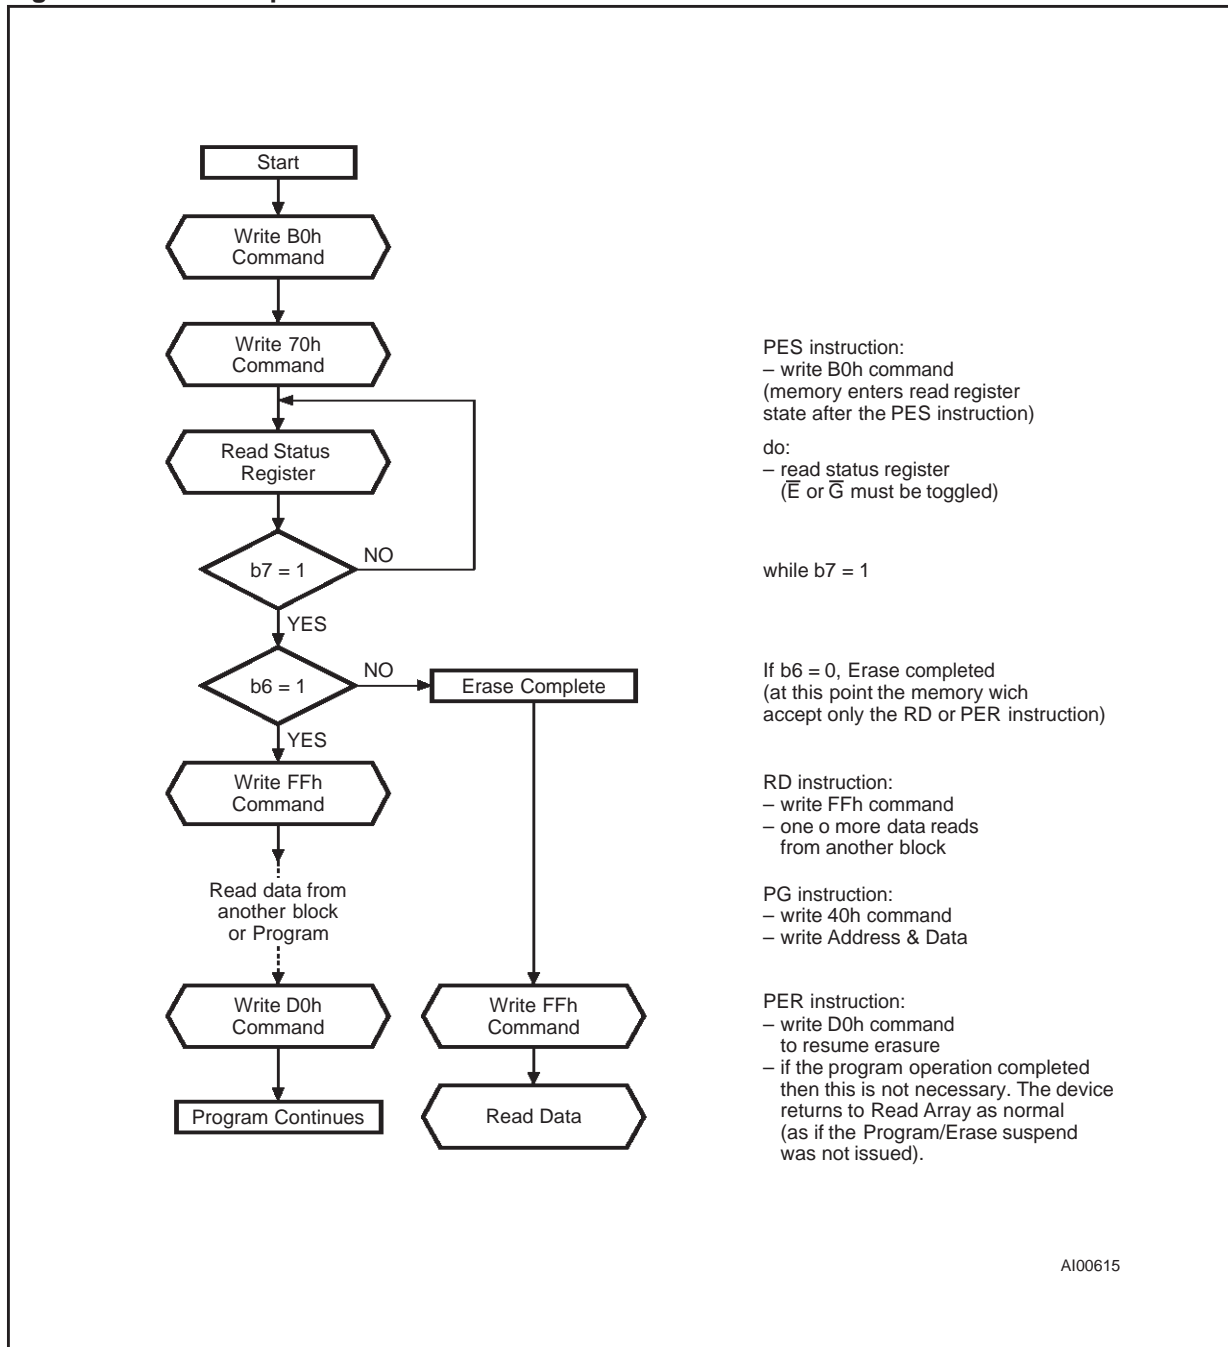 Start
Write B0h
Command
Write 70h
Command
Read Status
Register
b7 = 1
NO
YES
b6 = 1
NO
Erase Complete
YES
Write FFh
Command
Read data from
another block
or Program
Write D0h
Command
Program Continues
Write FFh
Command
Read Data
PES instruction:
– write B0h command
(memory enters read register
state after the PES instruction)
do:
– read status register
(E̅ or G̅ must be toggled)
while b7 = 1
If b6 = 0, Erase completed
(at this point the memory wich
accept only the RD or PER instruction)
RD instruction:
– write FFh command
– one o more data reads
from another block
PG instruction:
– write 40h command
– write Address & Data
PER instruction:
– write D0h command
to resume erasure
– if the program operation completed
then this is not necessary. The device
returns to Read Array as normal
(as if the Program/Erase suspend
was not issued).
AI00615